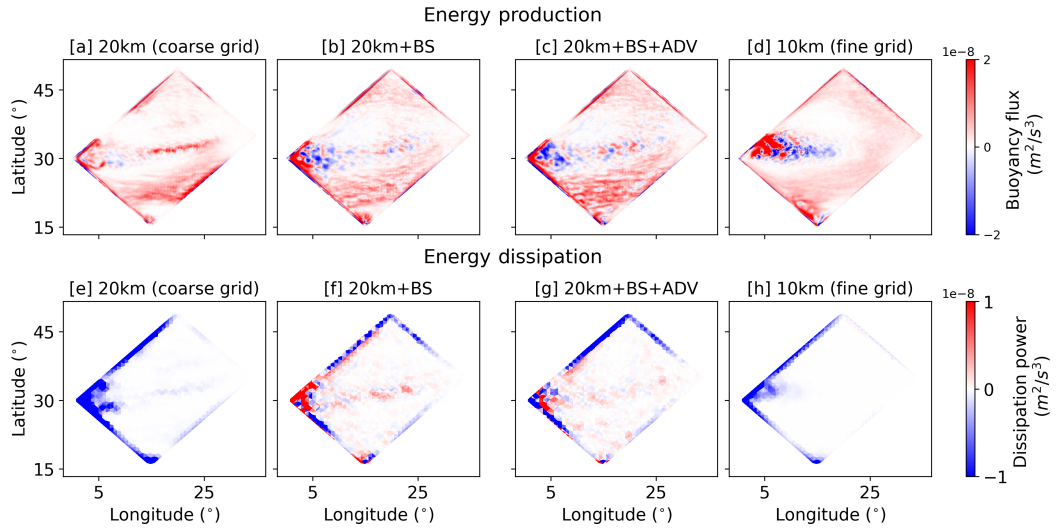 Energy production
[a] 20km (coarse grid)
[b] 20km+BS
[c] 20km+BS+ADV
[d] 10km (fine grid)
1e−8
2
0
−2
Buoyancy flux
(m²/s³)
Latitude (°)
45
30
15
Energy dissipation
[e] 20km (coarse grid)
[f] 20km+BS
[g] 20km+BS+ADV
[h] 10km (fine grid)
1e−8
1
0
−1
Dissipation power
(m²/s³)
Latitude (°)
45
30
15
5
25
5
25
5
25
5
25
Longitude (°)
Longitude (°)
Longitude (°)
Longitude (°)